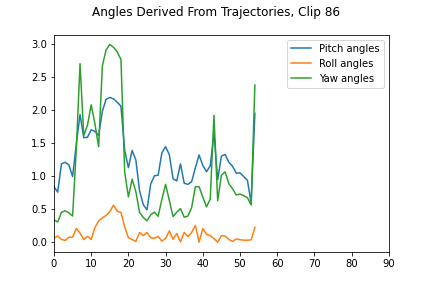 Angles Derived From Trajectories, Clip 86
Pitch angles
Roll angles
Yaw angles
3.0
2.5
2.0
1.5
1.0
0.5
0.0
0 10 20 30 40 50 60 70 80 90